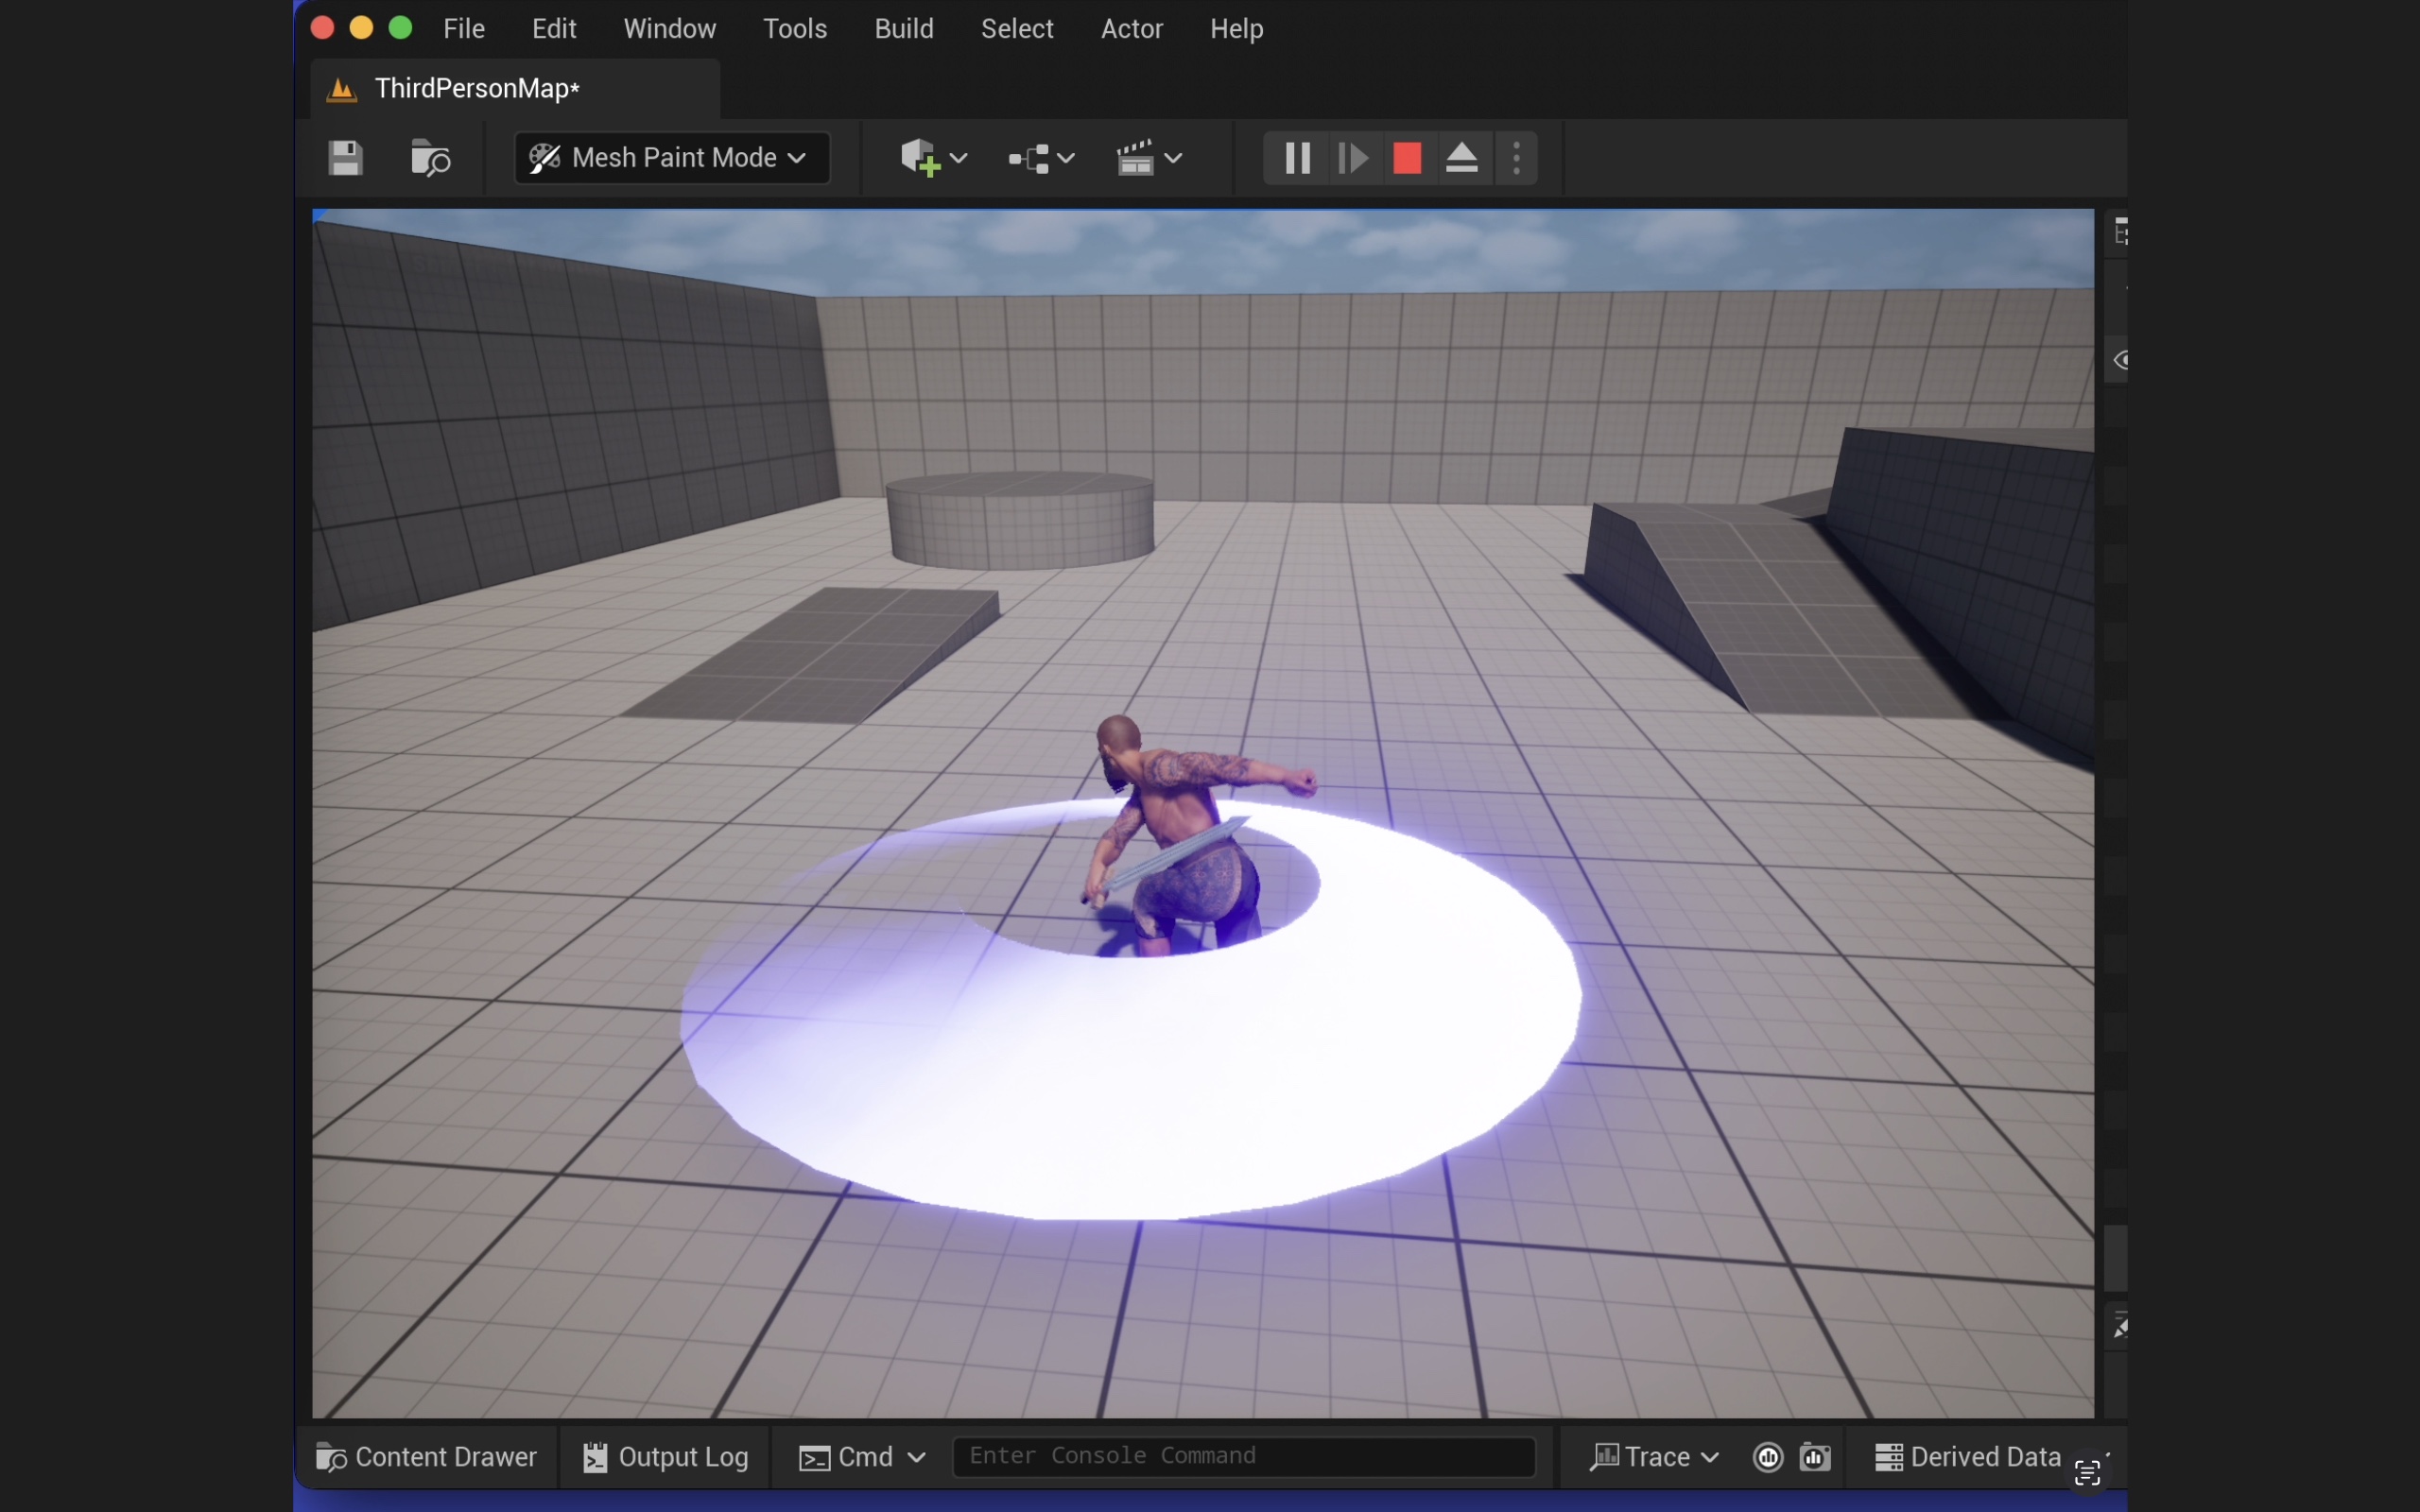 File Edit Window Tools Build Select Actor Help
ThirdPersonMap*
Mesh Paint Mode
Content Drawer Output Log Cmd Enter Console Command Trace Derived Data